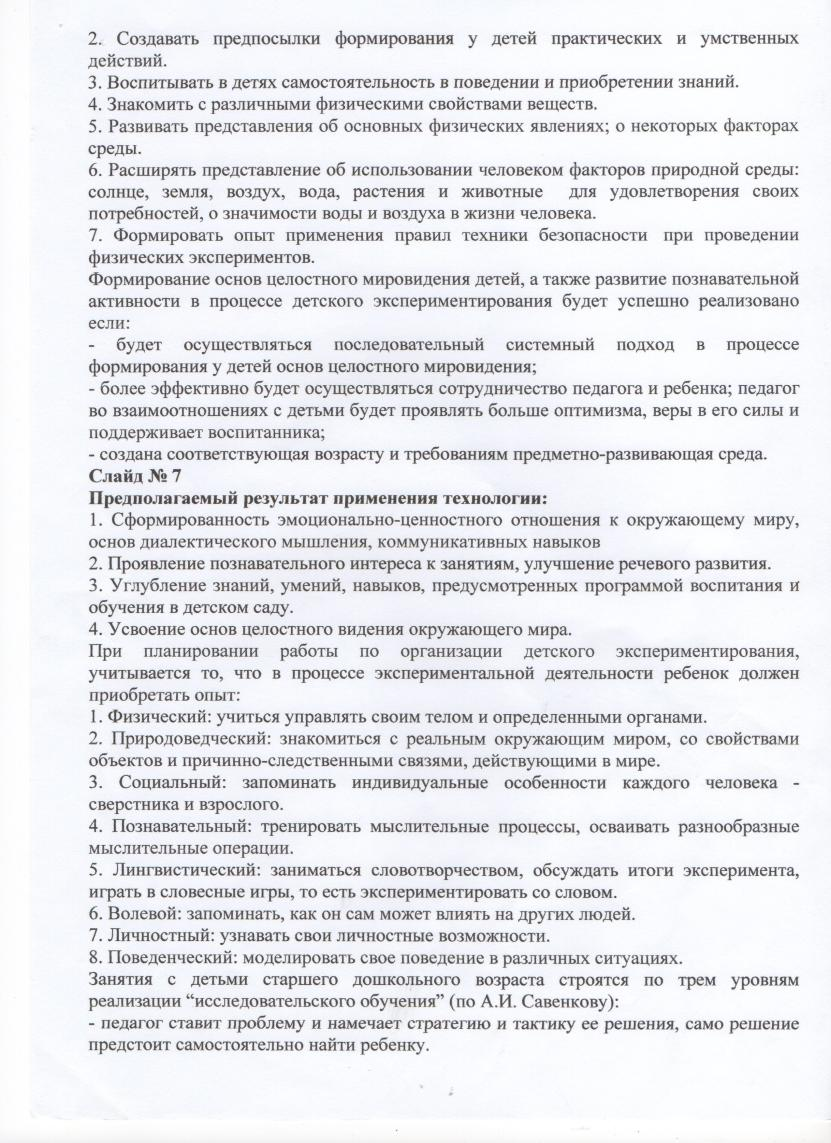 2. Создавать предпосылки формирования у детей практических и умственных
действий.
3. Воспитывать в детях самостоятельность в поведении и приобретении знаний.
4. Знакомить с различными физическими свойствами веществ.
5. Развивать представления об основных физических явлениях; о некоторых факторах
среды.
6. Расширять представление об использовании человеком факторов природной среды:
солнце, земля, воздух, вода, растения и животные для удовлетворения своих
потребностей, о значимости воды и воздуха в жизни человека.
7. Формировать опыт применения правил техники безопасности при проведении
физических экспериментов.
Формирование основ целостного мировидения детей, а также развитие познавательной
активности в процессе детского экспериментирования будет успешно реализовано
если:
- будет осуществляться последовательный системный подход в процессе
формирования у детей основ целостного мировидения;
- более эффективно будет осуществляться сотрудничество педагога и ребенка; педагог
во взаимоотношениях с детьми будет проявлять больше оптимизма, веры в его силы и
поддерживает воспитанника;
- создана соответствующая возрасту и требованиям предметно-развивающая среда.
Слайд № 7
Предполагаемый результат применения технологии:
1. Сформированность эмоционально-ценностного отношения к окружающему миру,
основ диалектического мышления, коммуникативных навыков
2. Проявление познавательного интереса к занятиям, улучшение речевого развития.
3. Углубление знаний, умений, навыков, предусмотренных программой воспитания и
обучения в детском саду.
4. Усвоение основ целостного видения окружающего мира.
При планировании работы по организации детского экспериментирования,
учитывается то, что в процессе экспериментальной деятельности ребенок должен
приобретать опыт:
1. Физический: учиться управлять своим телом и определенными органами.
2. Природоведческий: знакомиться с реальным окружающим миром, со свойствами
объектов и причинно-следственными связями, действующими в мире.
3. Социальный: запоминать индивидуальные особенности каждого человека -
сверстника и взрослого.
4. Познавательный: тренировать мыслительные процессы, осваивать разнообразные
мыслительные операции.
5. Лингвистический: заниматься словотворчеством, обсуждать итоги эксперимента,
играть в словесные игры, то есть экспериментировать со словом.
6. Волевой: запоминать, как он сам может влиять на других людей.
7. Личностный: узнавать свои личностные возможности.
8. Поведенческий: моделировать свое поведение в различных ситуациях.
Занятия с детьми старшего дошкольного возраста строятся по трем уровням
реализации “исследовательского обучения” (по А.И. Савенкову):
- педагог ставит проблему и намечает стратегию и тактику ее решения, само решение
предстоит самостоятельно найти ребенку.